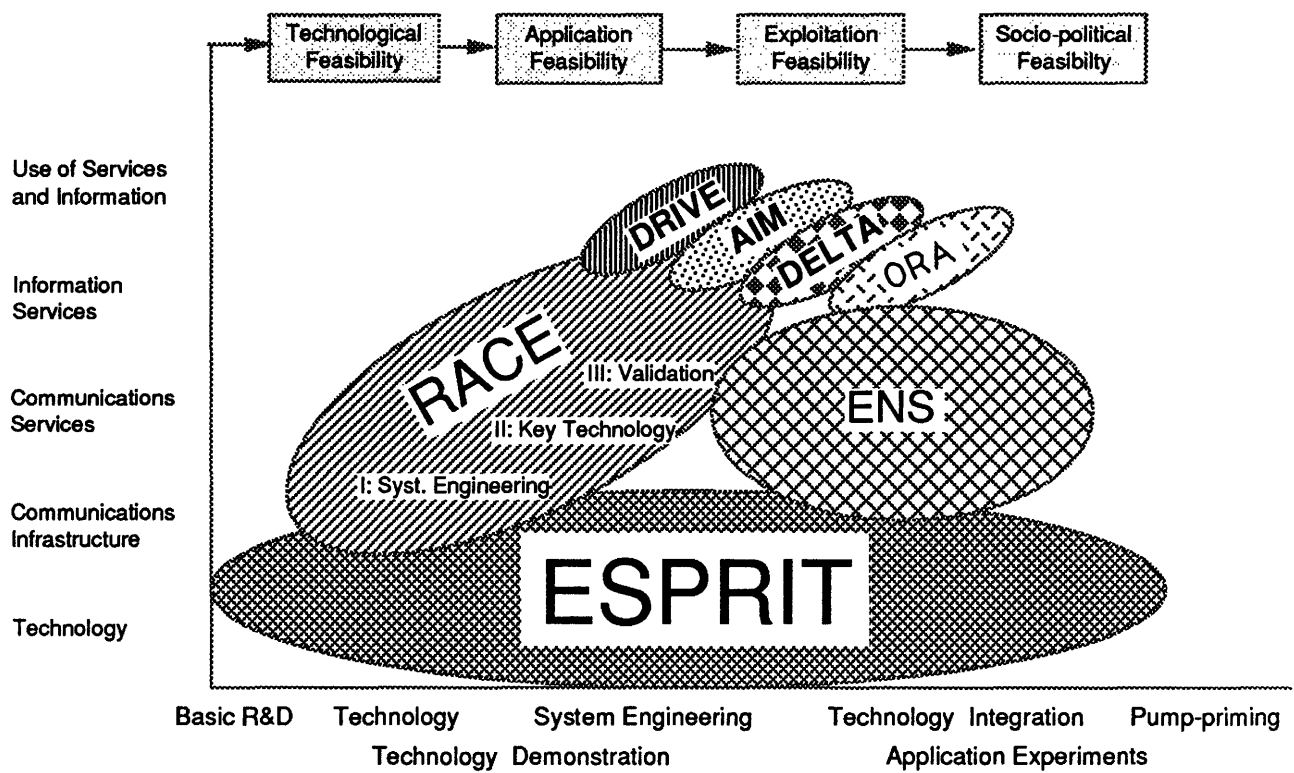 Technological
Feasibility
Application
Feasibility
Exploitation
Feasibility
Socio-political
Feasibilty
Use of Services
and Information
Information
Services
Communications
Services
Communications
Infrastructure
Technology
DRIVE
AIM
DELTA
ORA
RACE
III: Validation
II: Key Technology
I: Syst. Engineering
ENS
ESPRIT
Basic R&D Technology System Engineering Technology Integration Pump-priming
Technology Demonstration Application Experiments